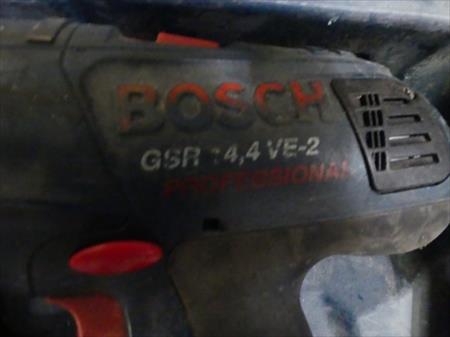 BOSCH
GSR 14,4 VE-2
PROFESSIONAL